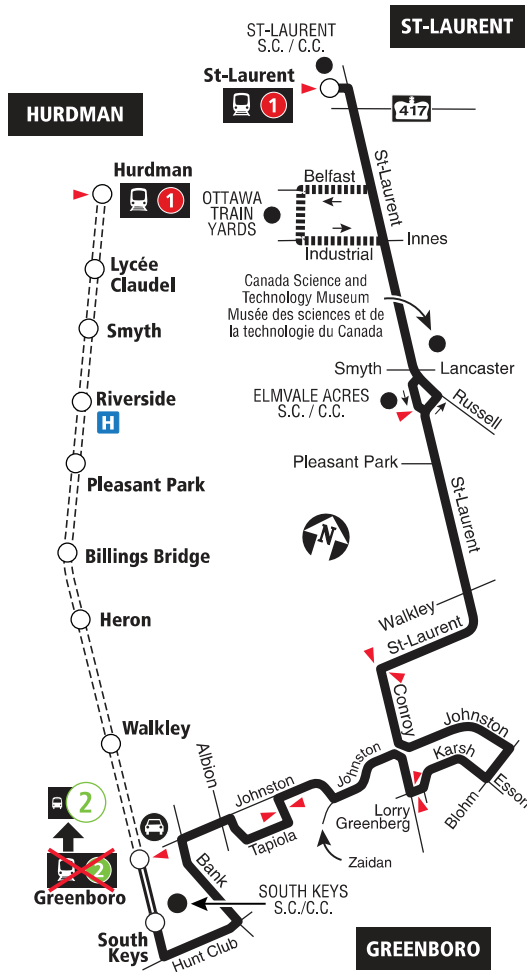 ST-LAURENT
S.C. / C.C.
ST-LAURENT
St-Laurent
1
417
HURDMAN
Hurdman
1
St-Laurent
Belfast
OTTAWA
TRAIN
YARDS
Industrial
Innes
Lycée
Claudel
Canada Science and
Technology Museum
Musée des sciences et de
la technologie du Canada
Smyth
Smyth
Lancaster
Russell
ELMVALE ACRES
S.C. / C.C.
Riverside
H
Pleasant Park
Pleasant Park
St-Laurent
N
Billings Bridge
Heron
Walkley
St-Laurent
Conroy
Walkley
Albion
Johnston
Johnston
Johnston
Karsh
Esson
Blohm
Lorry
Greenberg
Tapiola
Zaidan
2
2
Greenboro
Bank
SOUTH KEYS
S.C./C.C.
South
Keys
Hunt Club
GREENBORO